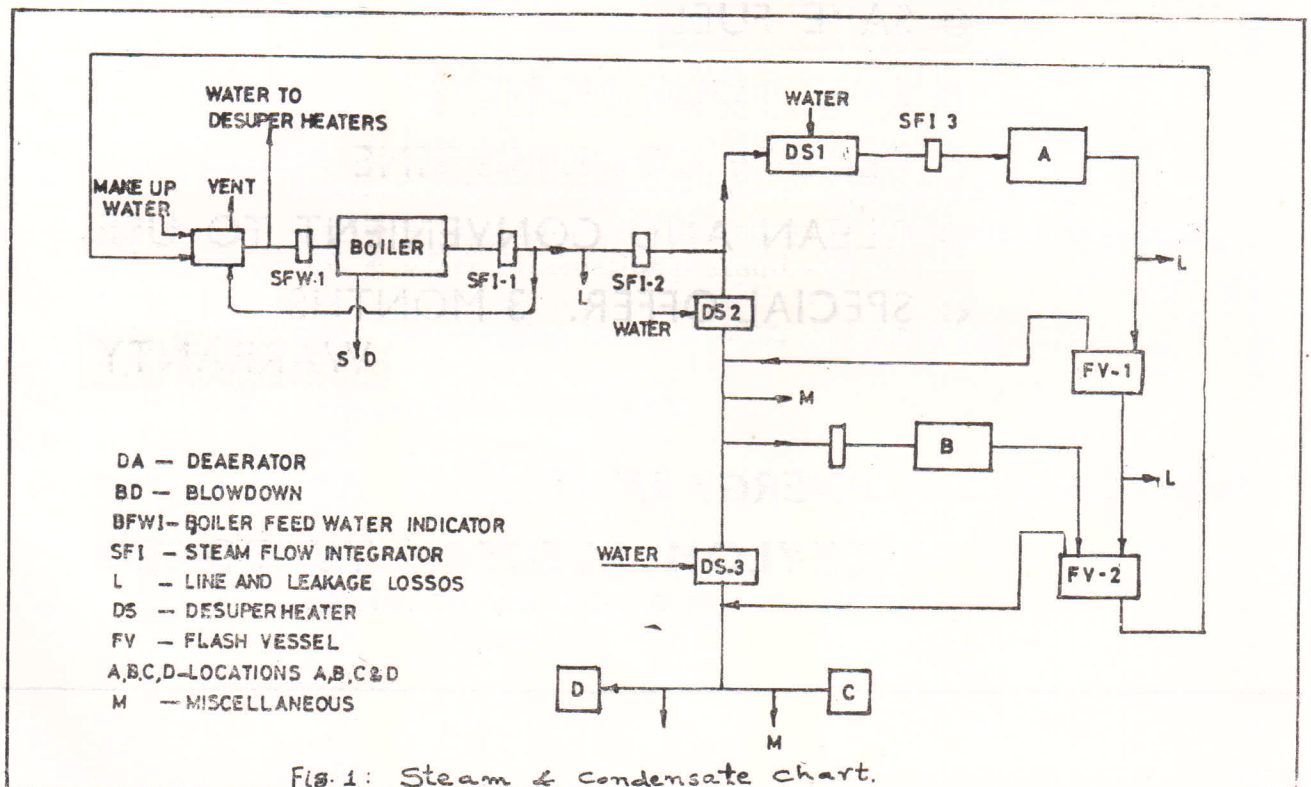 WATER TO
DESUPER HEATERS
MAKE UP
WATER
VENT
SFW-1
BOILER
SFI-1
L
SFI-2
S D
WATER
DS1
SFI 3
A
L
DS2
WATER
FV-1
M
B
L
WATER
DS-3
FV-2
D
C
M
DA — DEAERATOR
BD — BLOWDOWN
BFWI- BOILER FEED WATER INDICATOR
SFI — STEAM FLOW INTEGRATOR
L — LINE AND LEAKAGE LOSSOS
DS — DESUPERHEATER
FV — FLASH VESSEL
A,B,C,D-LOCATIONS A,B,C&D
M — MISCELLANEOUS
Fig. 1: Steam & Condensate chart.